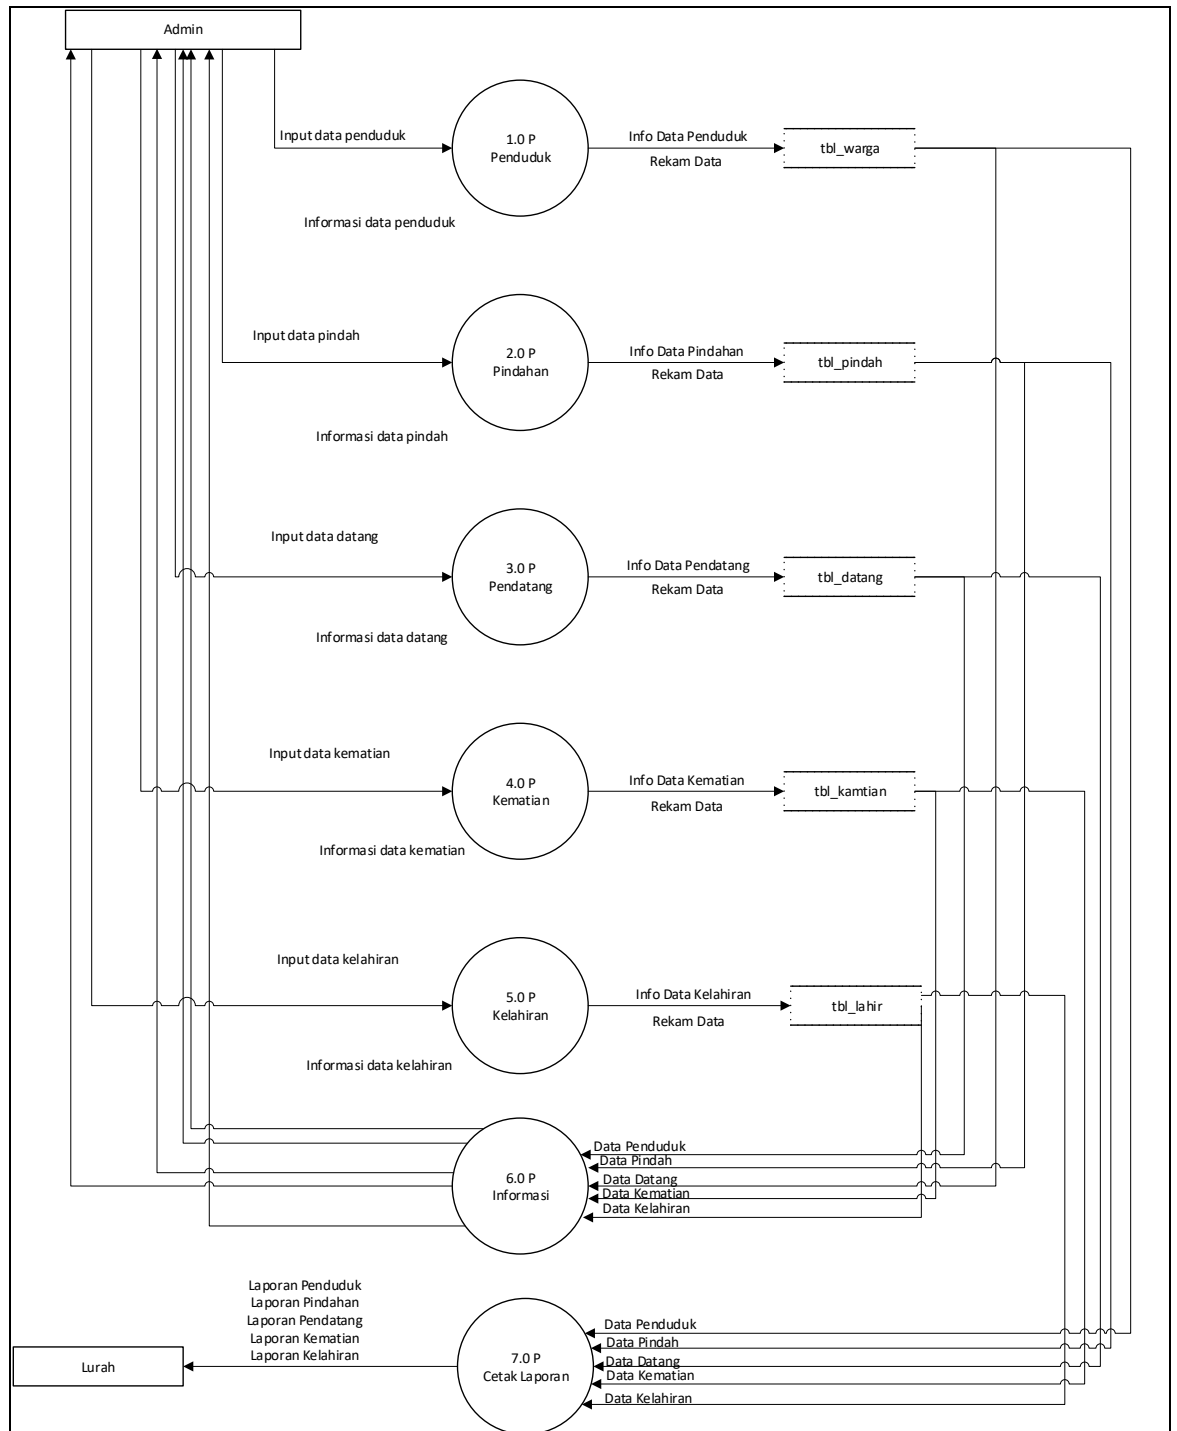 Admin
Input data penduduk
1.0 P
Penduduk
Info Data Penduduk
Rekam Data
tbl_warga
Informasi data penduduk
Input data pindah
2.0 P
Pindahan
Info Data Pindahan
Rekam Data
tbl_pindah
Informasi data pindah
Input data datang
3.0 P
Pendatang
Info Data Pendatang
Rekam Data
tbl_datang
Informasi data datang
Input data kematian
4.0 P
Kematian
Info Data Kematian
Rekam Data
tbl_kamtian
Informasi data kematian
Input data kelahiran
5.0 P
Kelahiran
Info Data Kelahiran
Rekam Data
tbl_lahir
Informasi data kelahiran
6.0 P
Informasi
Data Penduduk
Data Pindah
Data Datang
Data Kematian
Data Kelahiran
Laporan Penduduk
Laporan Pindahan
Laporan Pendatang
Laporan Kematian
Laporan Kelahiran
Lurah
7.0 P
Cetak Laporan
Data Penduduk
Data Pindah
Data Datang
Data Kematian
Data Kelahiran